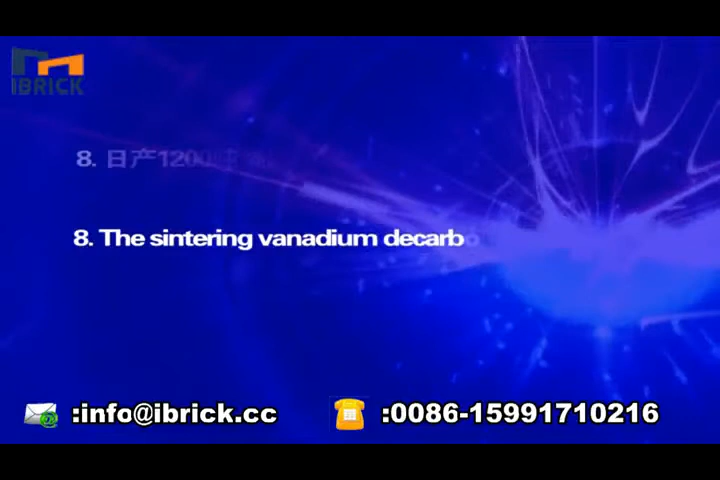 IBRICK
8. 日产1200
8. The sintering vanadium decarb
:info@ibrick.cc
:0086-15991710216